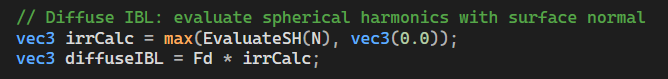 // Diffuse IBL: evaluate spherical harmonics with surface normal
vec3 irrCalc = max(EvaluateSH(N), vec3(0.0));
vec3 diffuseIBL = Fd * irrCalc;